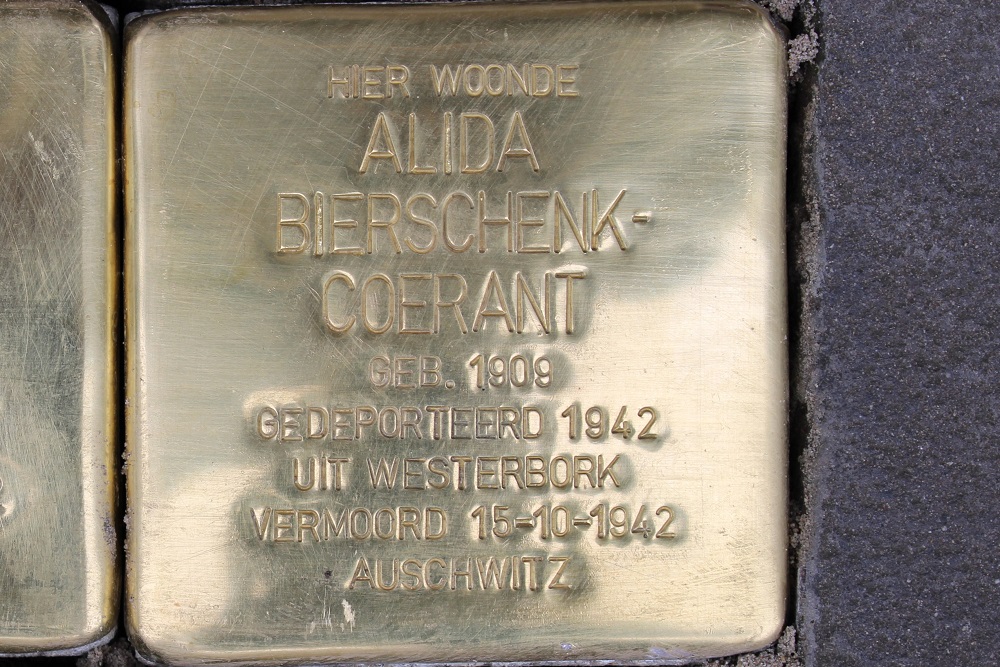 HIER WOONDE
ALIDA
BIERSCHENK-
COERANT
GEB. 1909
GEDEPORTEERD 1942
UIT WESTERBORK
VERMOORD 15-10-1942
AUSCHWITZ